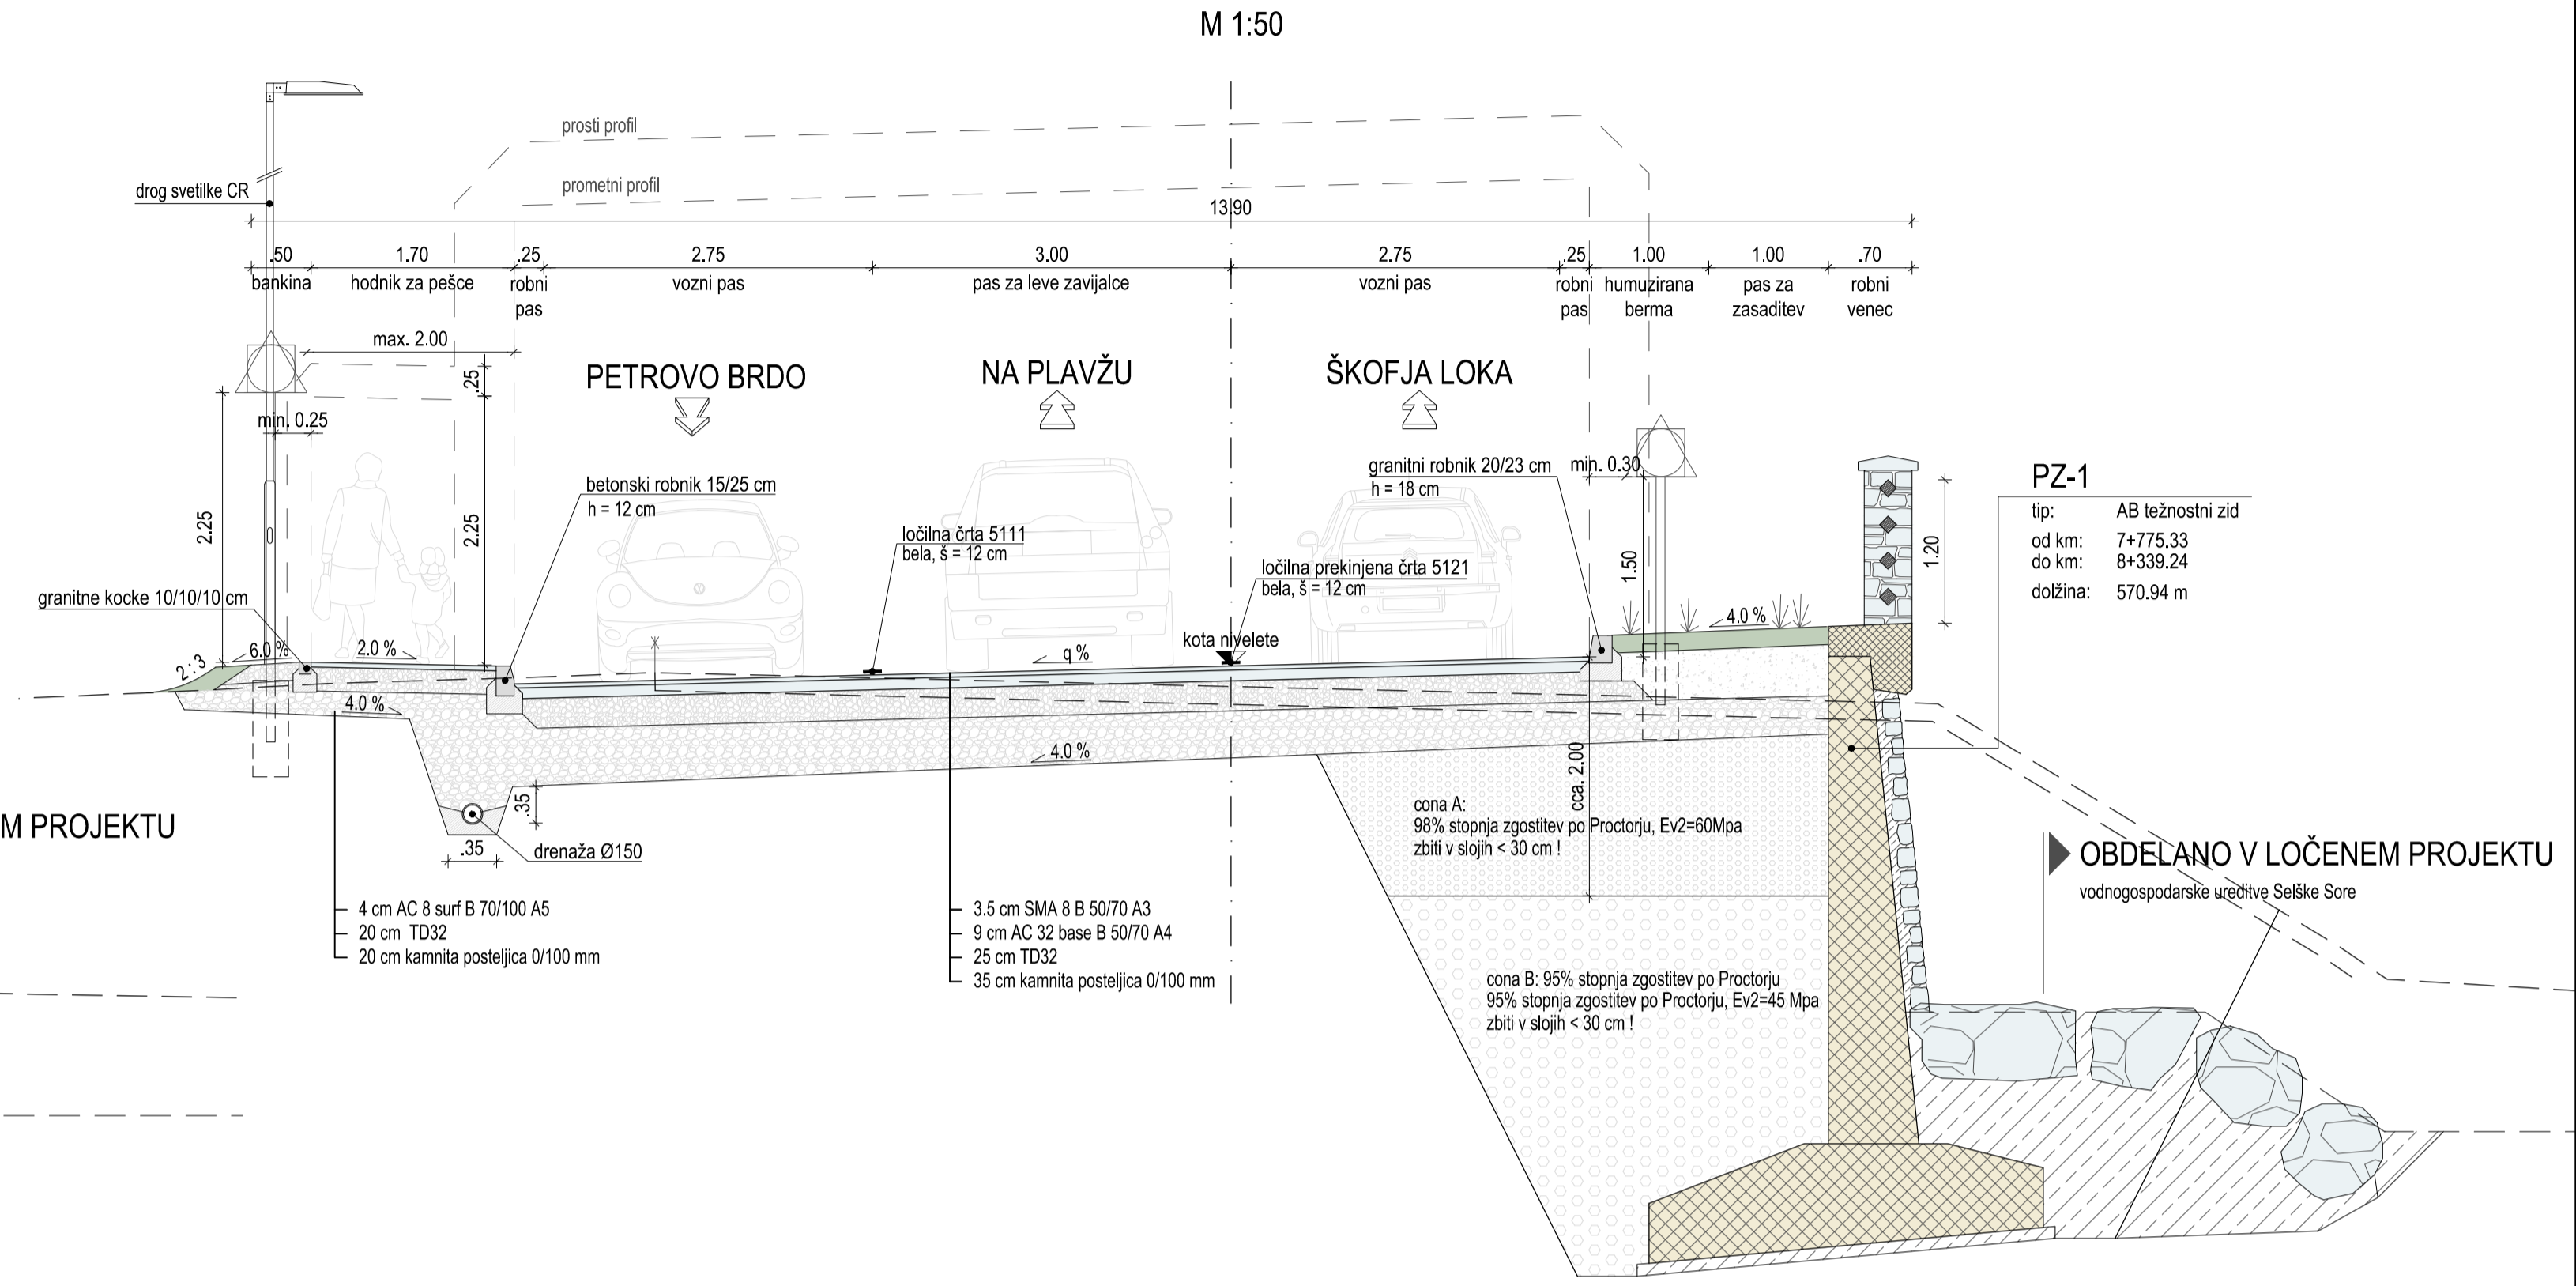 M 1:50
prosti profil
prometni profil
drog svetilke CR
13.90
.50 1.70 .25 2.75 3.00 2.75 .25 1.00 1.00 .70
bankina hodnik za pešce robni pas vozni pas pas za leve zavijalce vozni pas robni pas humuzirana berma pas za zasaditev robni venec
max. 2.00
.25
PETROVO BRDO
NA PLAVŽU
ŠKOFJA LOKA
min. 0.25
2.25
2.25
betonski robnik 15/25 cm
h = 12 cm
ločilna črta 5111
bela, š = 12 cm
granitni robnik 20/23 cm
h = 18 cm
min. 0.30
ločilna prekinjena črta 5121
bela, š = 12 cm
1.50
1.20
PZ-1
tip: AB težnostni zid
od km: 7+775.33
do km: 8+339.24
dolžina: 570.94 m
granitne kocke 10/10/10 cm
2 : 3
6.0 %
2.0 %
q %
kota nivelete
4.0 %
4.0 %
4.0 %
cca. 2.00
.35
.35
drenaža Ø150
M PROJEKTU
cona A:
98% stopnja zgostitev po Proctorju, Ev2=60Mpa
zbiti v slojih < 30 cm !
OBDELANO V LOČENEM PROJEKTU
vodnogospodarske ureditve Selške Sore
4 cm AC 8 surf B 70/100 A5
20 cm TD32
20 cm kamnita posteljica 0/100 mm
3.5 cm SMA 8 B 50/70 A3
9 cm AC 32 base B 50/70 A4
25 cm TD32
35 cm kamnita posteljica 0/100 mm
cona B: 95% stopnja zgostitev po Proctorju
95% stopnja zgostitev po Proctorju, Ev2=45 Mpa
zbiti v slojih < 30 cm !